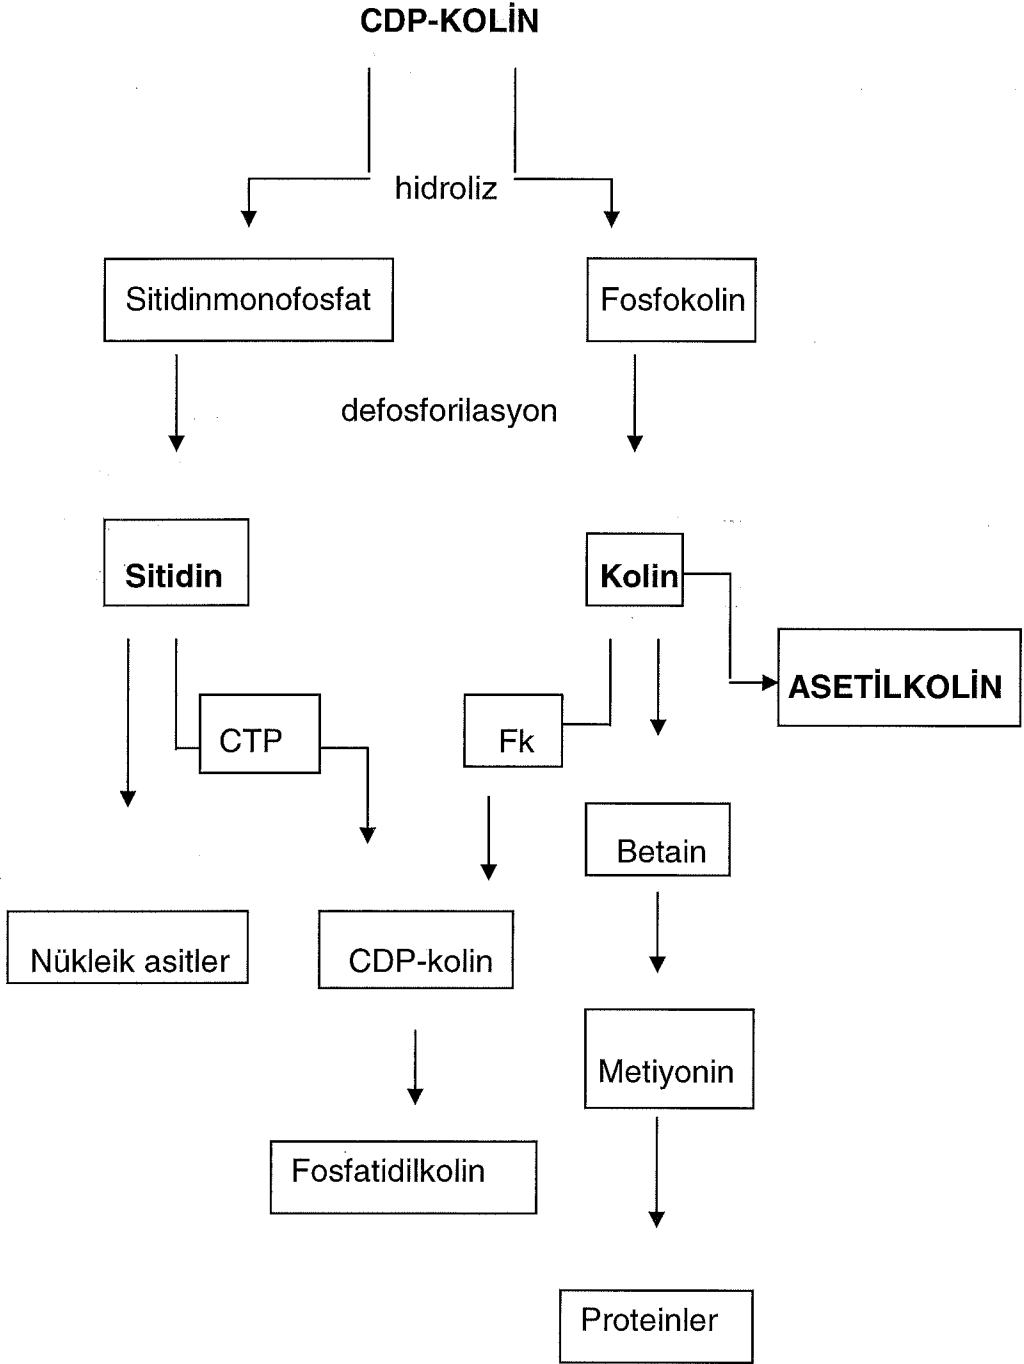 CDP-KOLİN
hidroliz
Sitidinmonofosfat
Fosfokolin
defosforilasyon
Sitidin
Kolin
ASETİLKOLİN
CTP
Fk
Betain
Nükleik asitler
CDP-kolin
Metiyonin
Fosfatidilkolin
Proteinler